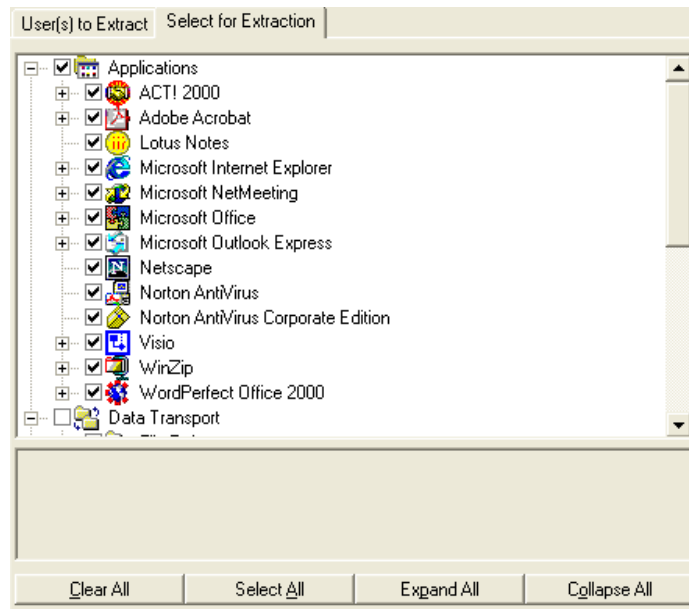 User(s) to Extract Select for Extraction
Applications
ACT! 2000
Adobe Acrobat
Lotus Notes
Microsoft Internet Explorer
Microsoft NetMeeting
Microsoft Office
Microsoft Outlook Express
Netscape
Norton AntiVirus
Norton AntiVirus Corporate Edition
Visio
WinZip
WordPerfect Office 2000
Data Transport
Clear All Select All Expand All Collapse All